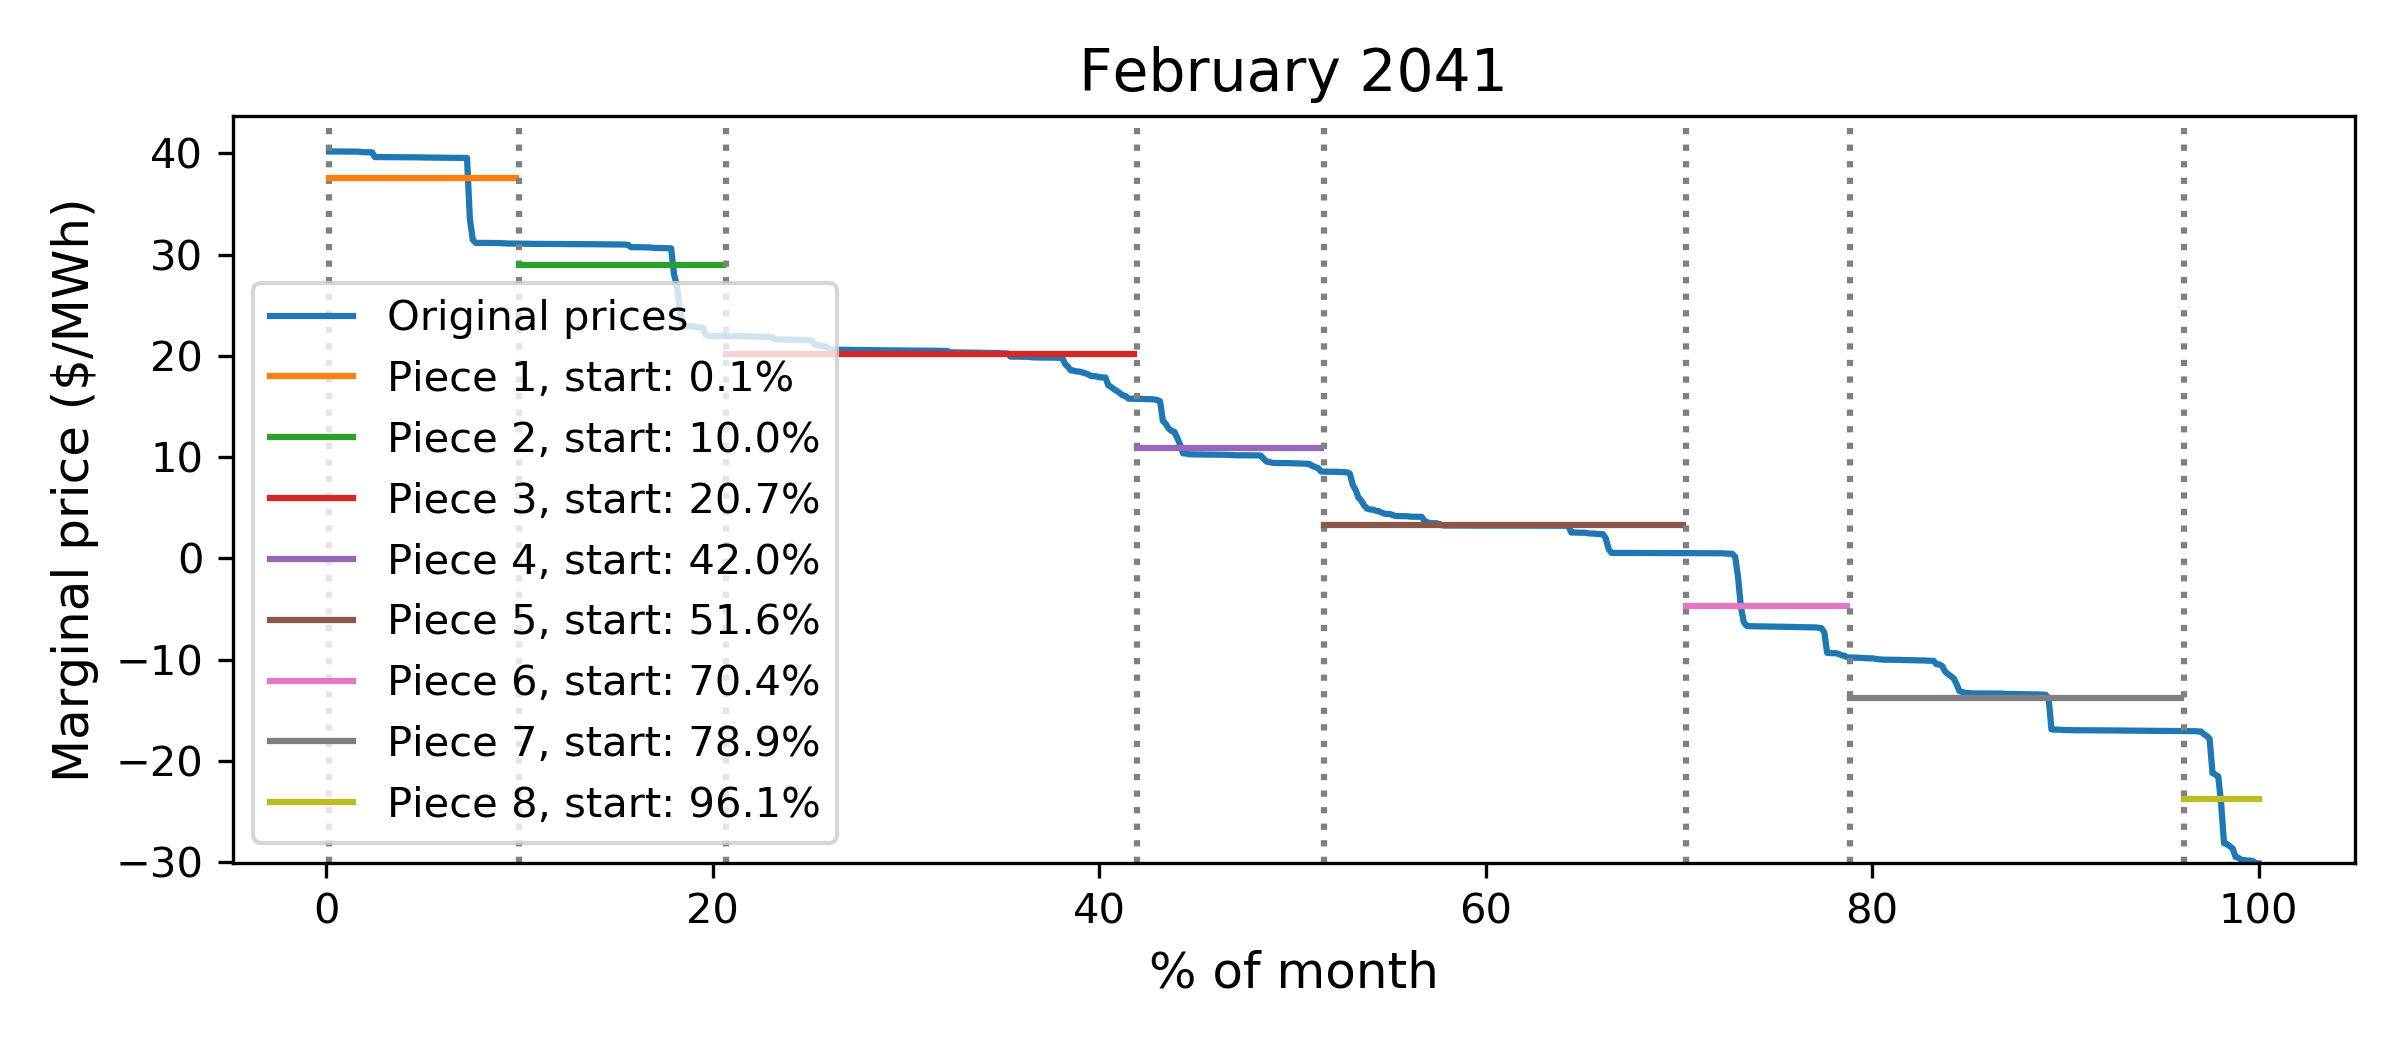 February 2041
Marginal price ($/MWh)
40
30
20
10
0
−10
−20
−30
Original prices
Piece 1, start: 0.1%
Piece 2, start: 10.0%
Piece 3, start: 20.7%
Piece 4, start: 42.0%
Piece 5, start: 51.6%
Piece 6, start: 70.4%
Piece 7, start: 78.9%
Piece 8, start: 96.1%
0 20 40 60 80 100
% of month